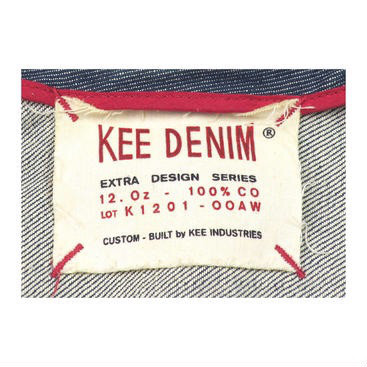 KEE DENIM®
EXTRA DESIGN SERIES
12. Oz - 100% CO
LOT K1201-OOAW
CUSTOM - BUILT by KEE INDUSTRIES